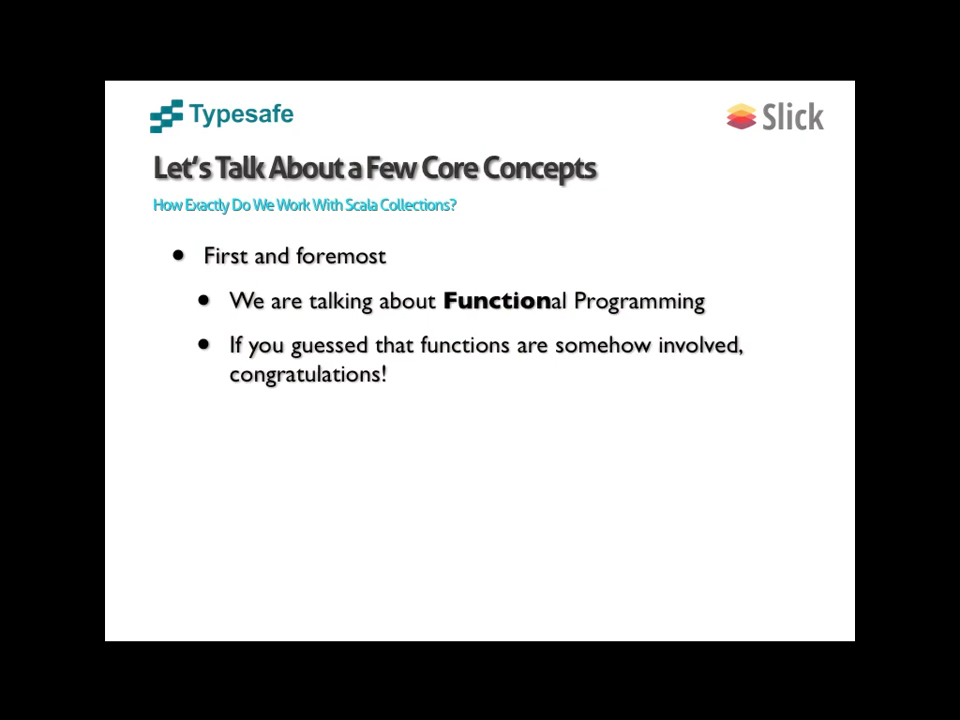 Typesafe
Slick
Let's Talk About a Few Core Concepts
How Exactly Do We Work With Scala Collections?
• First and foremost
• We are talking about Functional Programming
• If you guessed that functions are somehow involved,
congratulations!